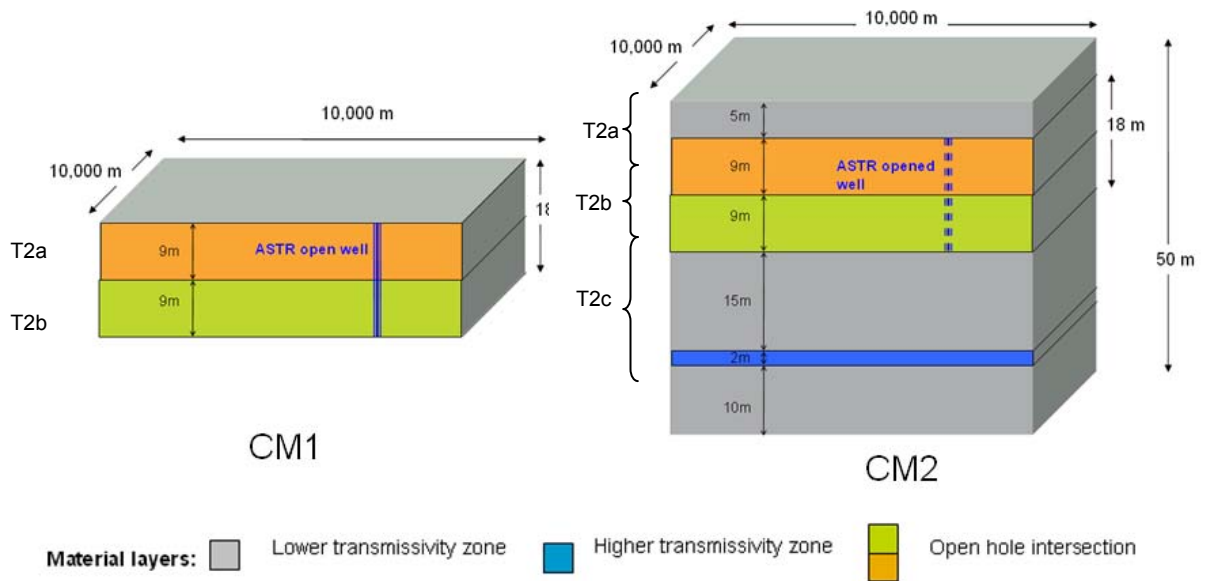 10,000 m
10,000 m
18
T2a
9m
ASTR open well
T2b
9m
CM1
10,000 m
10,000 m
T2a
5m
18 m
9m
ASTR opened
well
T2b
9m
50 m
T2c
15m
2m
10m
CM2
Material layers:
Lower transmissivity zone
Higher transmissivity zone
Open hole intersection